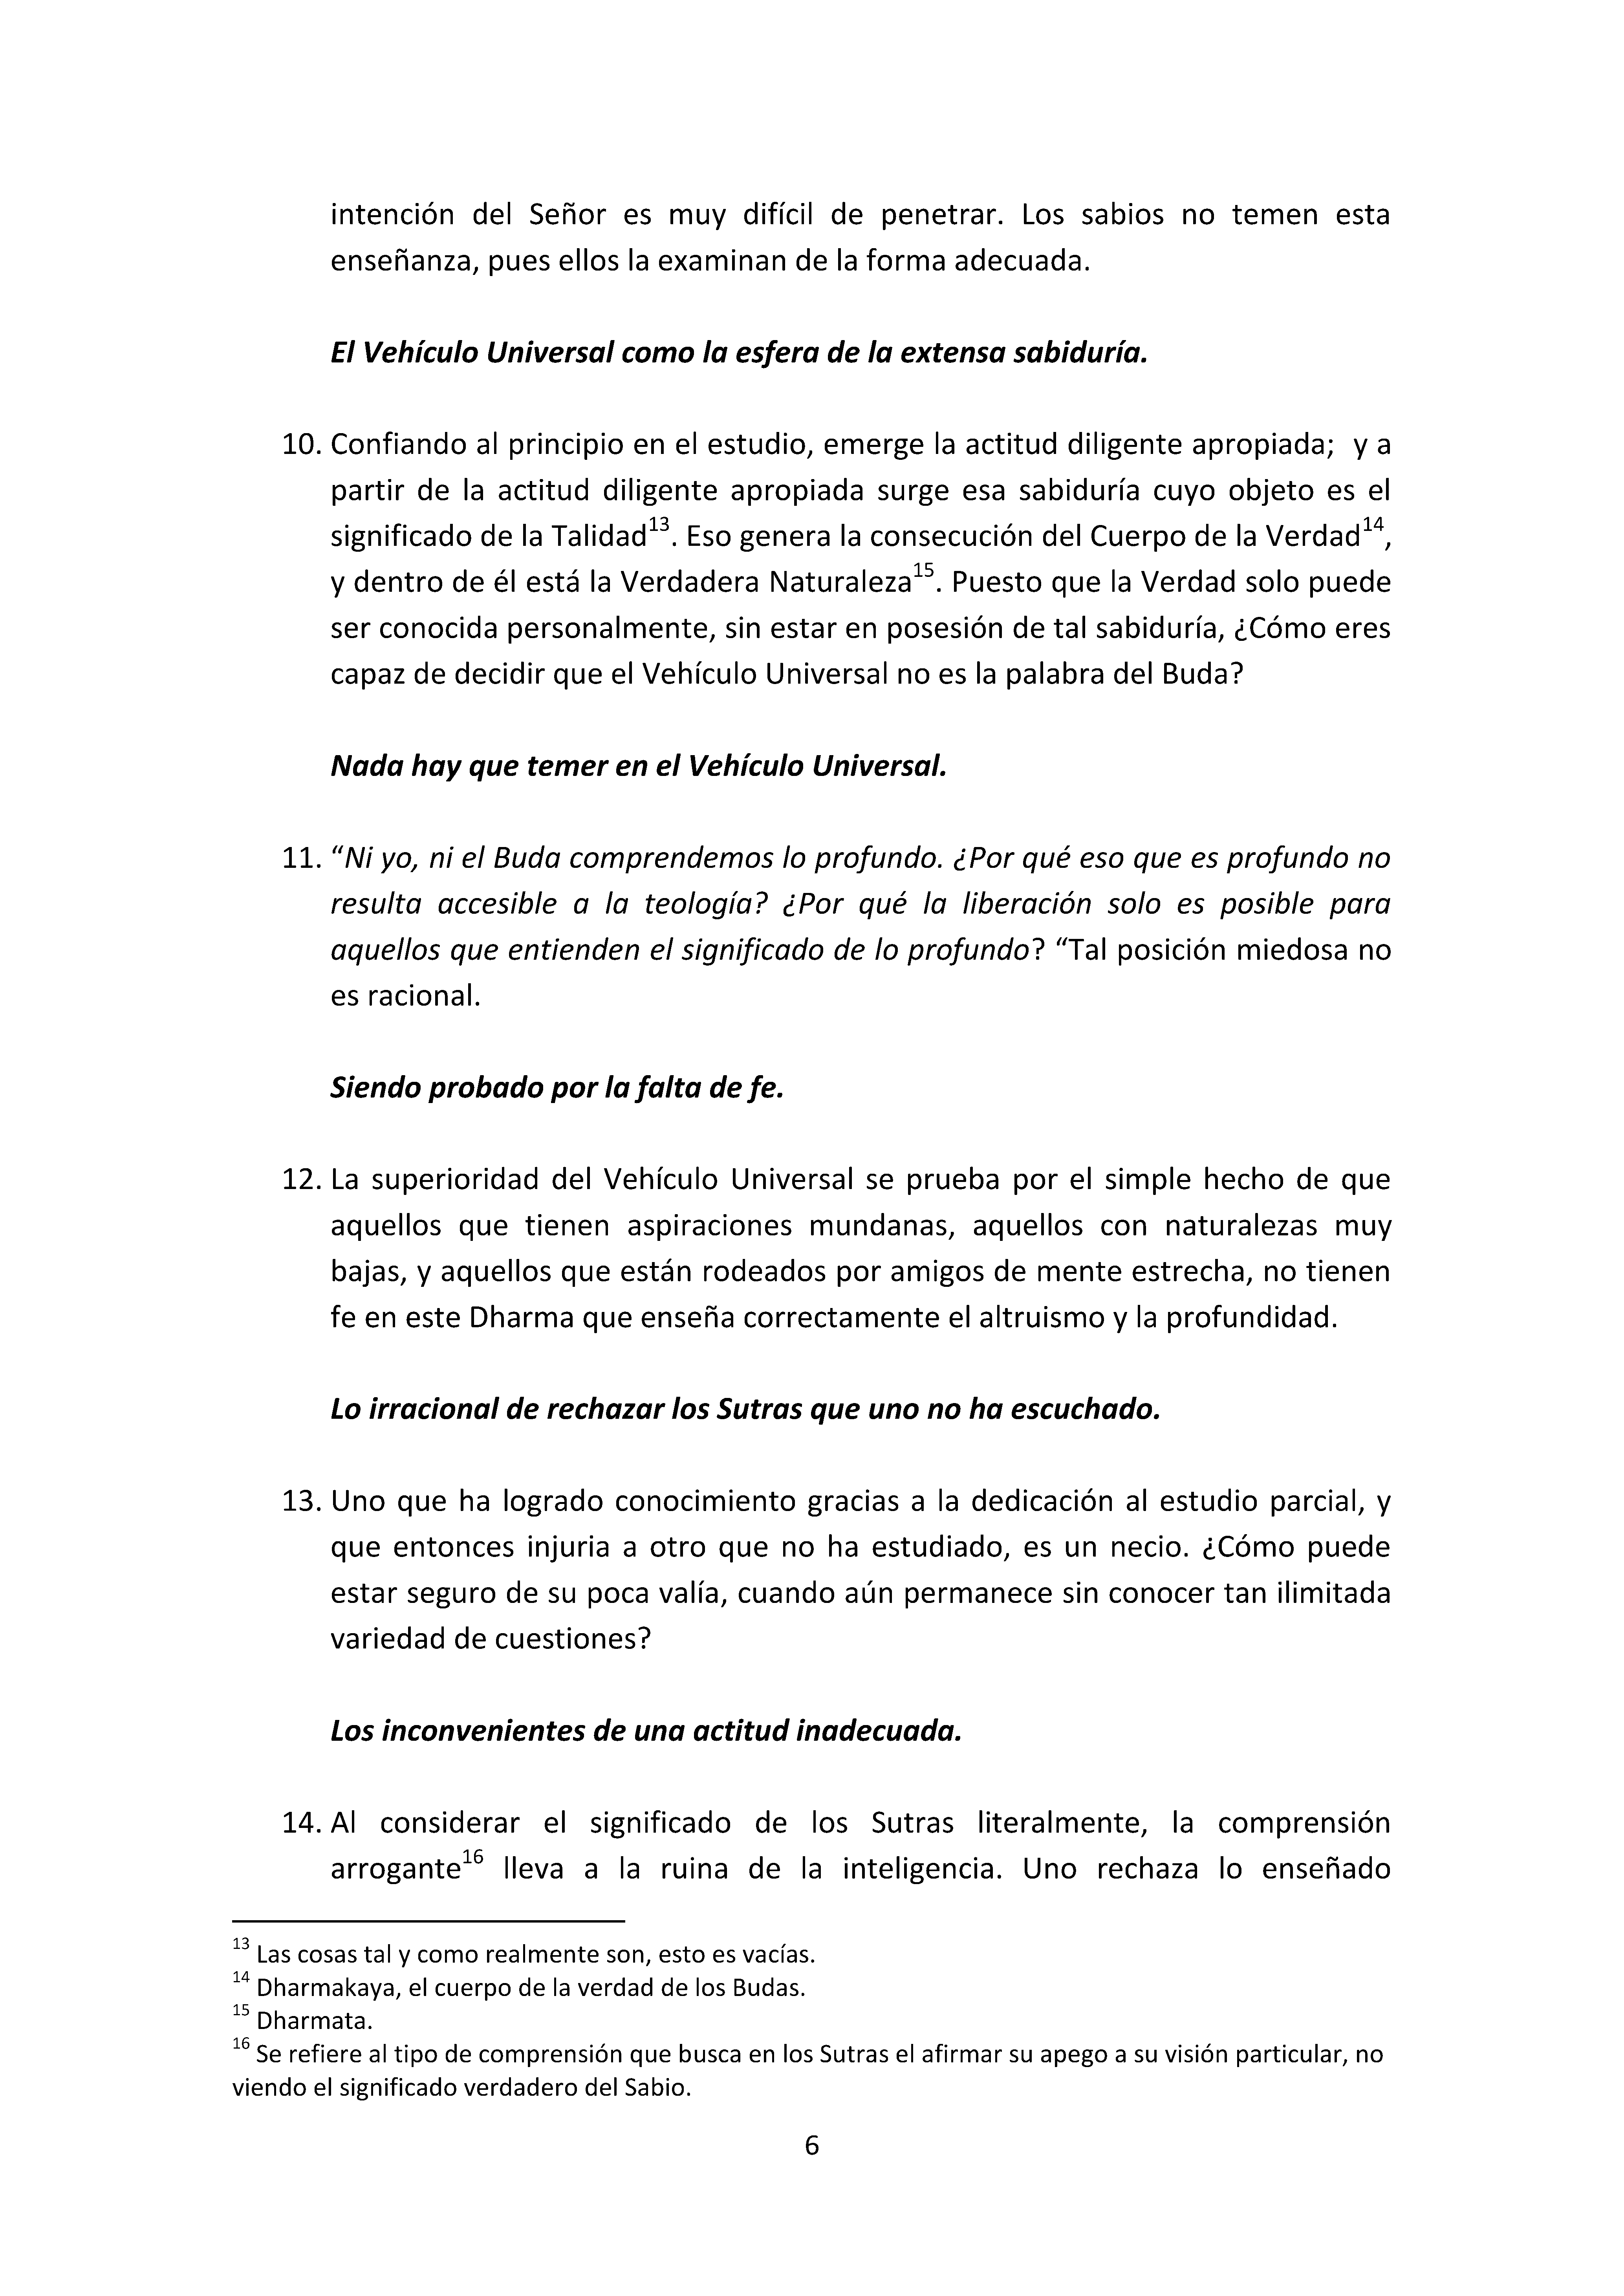 intención del Señor es muy difícil de penetrar. Los sabios no temen esta
enseñanza, pues ellos la examinan de la forma adecuada.
El Vehículo Universal como la esfera de la extensa sabiduría.
10. Confiando al principio en el estudio, emerge la actitud diligente apropiada;  y a
partir de la actitud diligente apropiada surge esa sabiduría cuyo objeto es el
significado de la Talidad13. Eso genera la consecución del Cuerpo de la Verdad14,
y dentro de él está la Verdadera Naturaleza15. Puesto que la Verdad solo puede
ser conocida personalmente, sin estar en posesión de tal sabiduría, ¿Cómo eres
capaz de decidir que el Vehículo Universal no es la palabra del Buda?
Nada hay que temer en el Vehículo Universal.
11. “Ni yo, ni el Buda comprendemos lo profundo. ¿Por qué eso que es profundo no
resulta accesible a la teología? ¿Por qué la liberación solo es posible para
aquellos que entienden el significado de lo profundo? “Tal posición miedosa no
es racional.
Siendo probado por la falta de fe.
12. La superioridad del Vehículo Universal se prueba por el simple hecho de que
aquellos que tienen aspiraciones mundanas, aquellos con naturalezas muy
bajas, y aquellos que están rodeados por amigos de mente estrecha, no tienen
fe en este Dharma que enseña correctamente el altruismo y la profundidad.
Lo irracional de rechazar los Sutras que uno no ha escuchado.
13. Uno que ha logrado conocimiento gracias a la dedicación al estudio parcial, y
que entonces injuria a otro que no ha estudiado, es un necio. ¿Cómo puede
estar seguro de su poca valía, cuando aún permanece sin conocer tan ilimitada
variedad de cuestiones?
Los inconvenientes de una actitud inadecuada.
14. Al considerar el significado de los Sutras literalmente, la comprensión
arrogante16 lleva a la ruina de la inteligencia. Uno rechaza lo enseñado
13 Las cosas tal y como realmente son, esto es vacías.
14 Dharmakaya, el cuerpo de la verdad de los Budas.
15 Dharmata.
16 Se refiere al tipo de comprensión que busca en los Sutras el afirmar su apego a su visión particular, no
viendo el significado verdadero del Sabio.
6